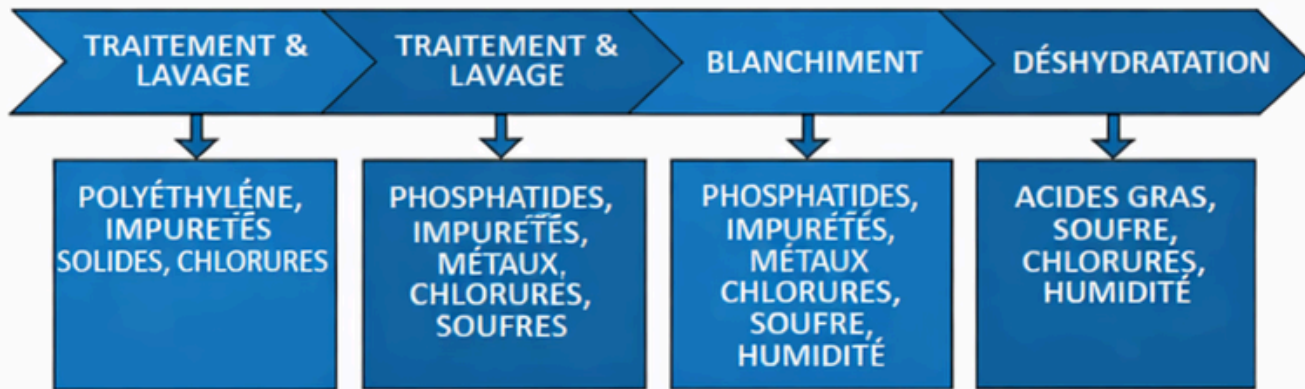 TRAITEMENT &
LAVAGE
TRAITEMENT &
LAVAGE
BLANCHIMENT
DÉSHYDRATATION
POLYÉTHYLÉNE,
IMPURETÉS
SOLIDES, CHLORURES
PHOSPHATIDES,
IMPURÉTÉS,
MÉTAUX,
CHLORURES,
SOUFRES
PHOSPHATIDES,
IMPURÉTÉS,
MÉTAUX
CHLORURES,
SOUFRE,
HUMIDITÉ
ACIDES GRAS,
SOUFRE,
CHLORURES,
HUMIDITÉ